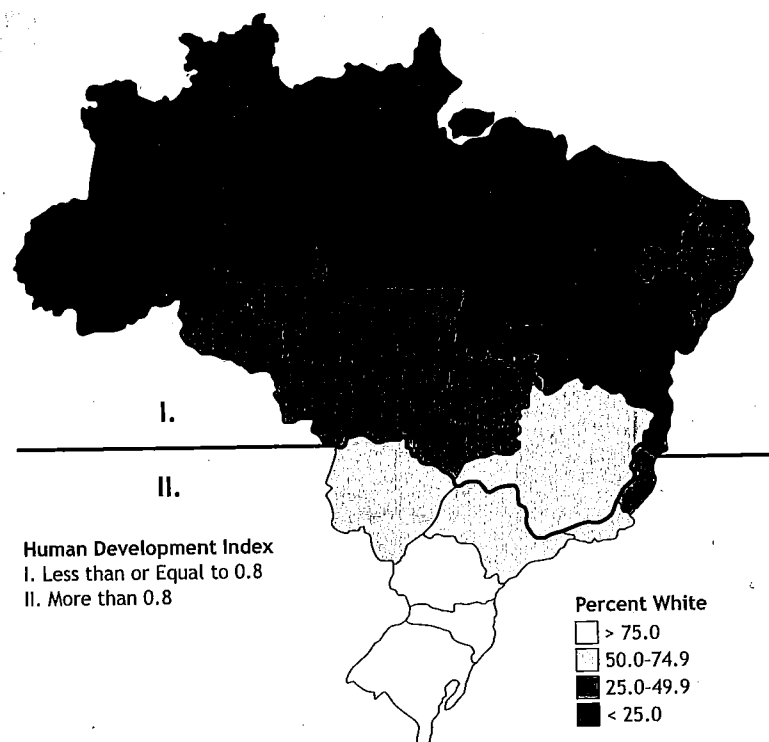 I.
II.
Human Development Index
I. Less than or Equal to 0.8
II. More than 0.8
Percent White
> 75.0
50.0-74.9
25.0-49.9
< 25.0